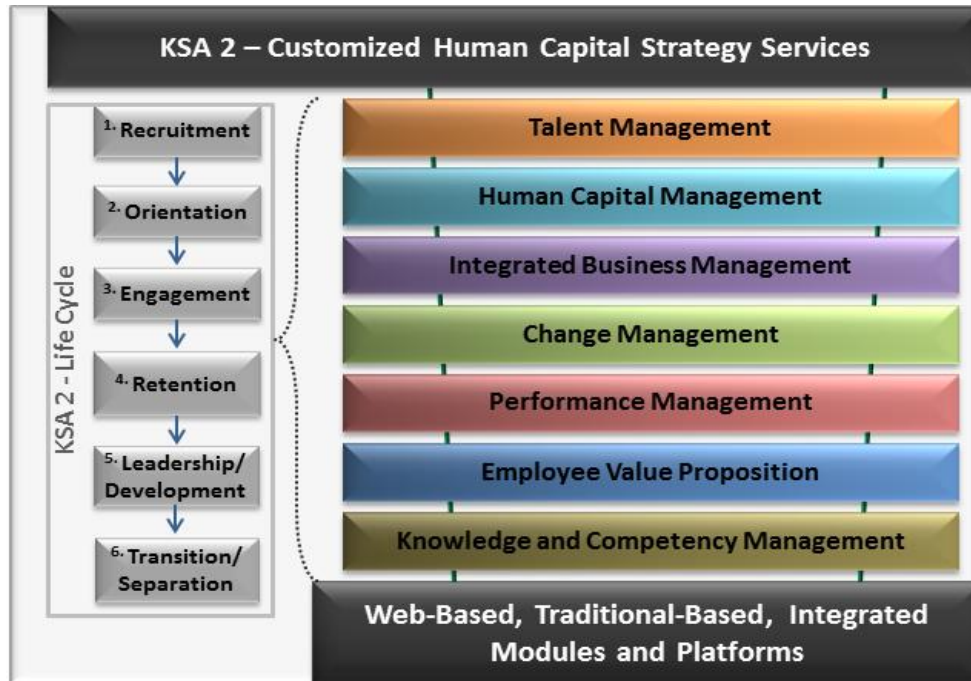 KSA 2 – Customized Human Capital Strategy Services
KSA 2 - Life Cycle
1. Recruitment
2. Orientation
3. Engagement
4. Retention
5. Leadership/
Development
6. Transition/
Separation
Talent Management
Human Capital Management
Integrated Business Management
Change Management
Performance Management
Employee Value Proposition
Knowledge and Competency Management
Web-Based, Traditional-Based, Integrated
Modules and Platforms